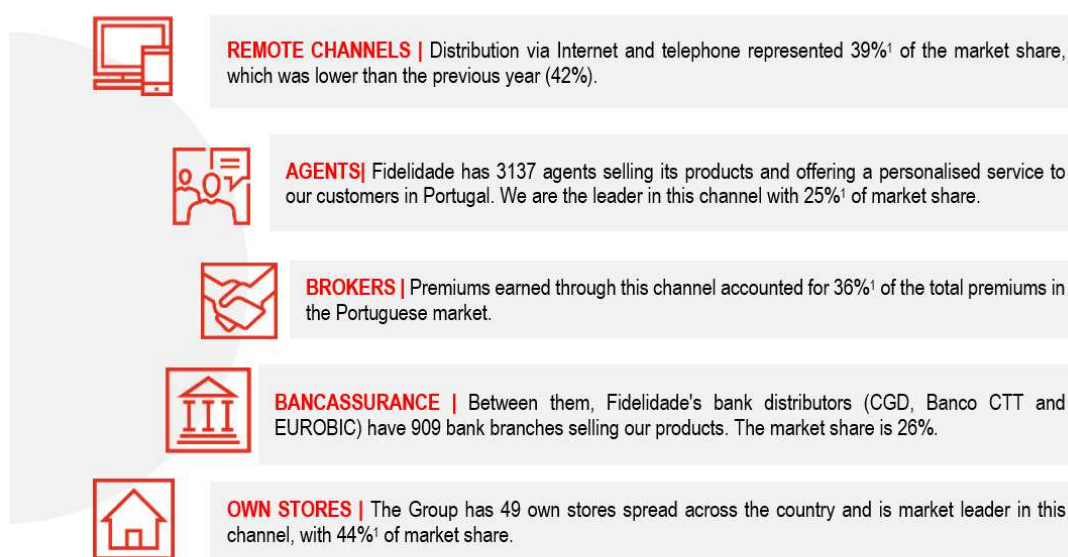 REMOTE CHANNELS | Distribution via Internet and telephone represented 39%¹ of the market share,
which was lower than the previous year (42%).
AGENTS| Fidelidade has 3137 agents selling its products and offering a personalised service to
our customers in Portugal. We are the leader in this channel with 25%¹ of market share.
BROKERS | Premiums earned through this channel accounted for 36%¹ of the total premiums in
the Portuguese market.
BANCASSURANCE | Between them, Fidelidade's bank distributors (CGD, Banco CTT and
EUROBIC) have 909 bank branches selling our products. The market share is 26%.
OWN STORES | The Group has 49 own stores spread across the country and is market leader in this
channel, with 44%¹ of market share.